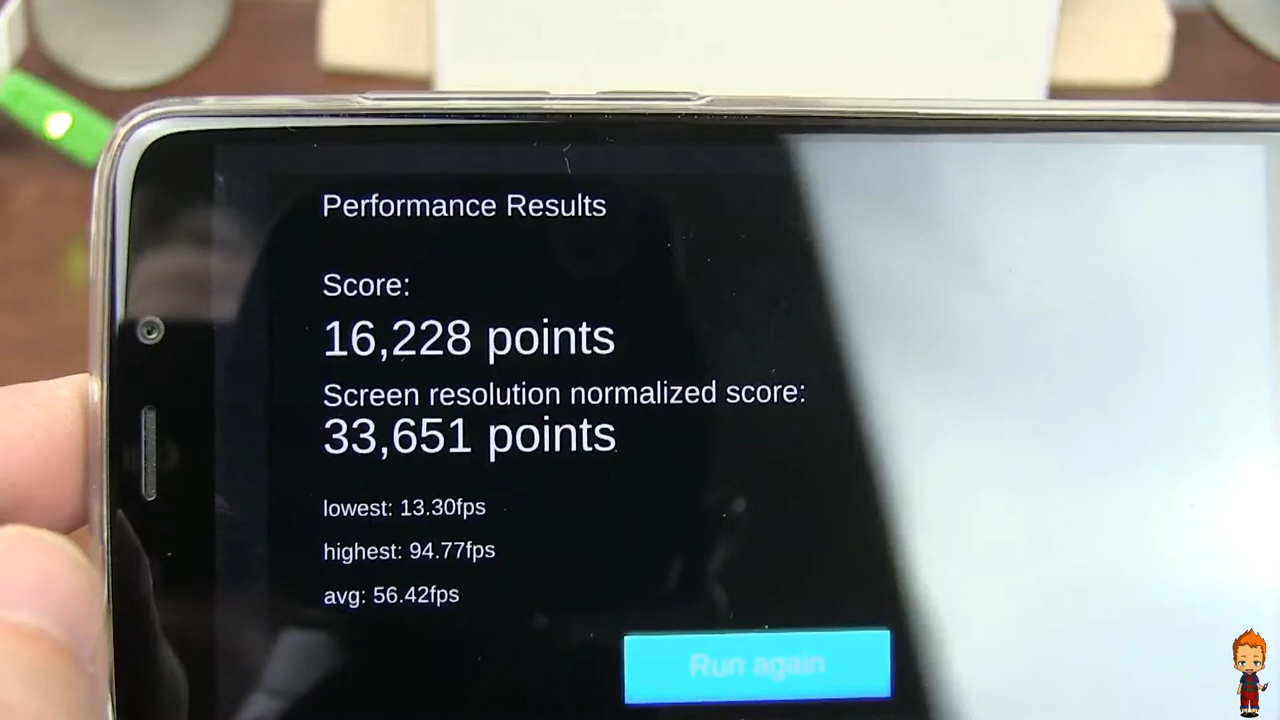 Performance Results
Score:
16,228 points
Screen resolution normalized score:
33,651 points
lowest: 13.30fps
highest: 94.77fps
avg: 56.42fps
Run again